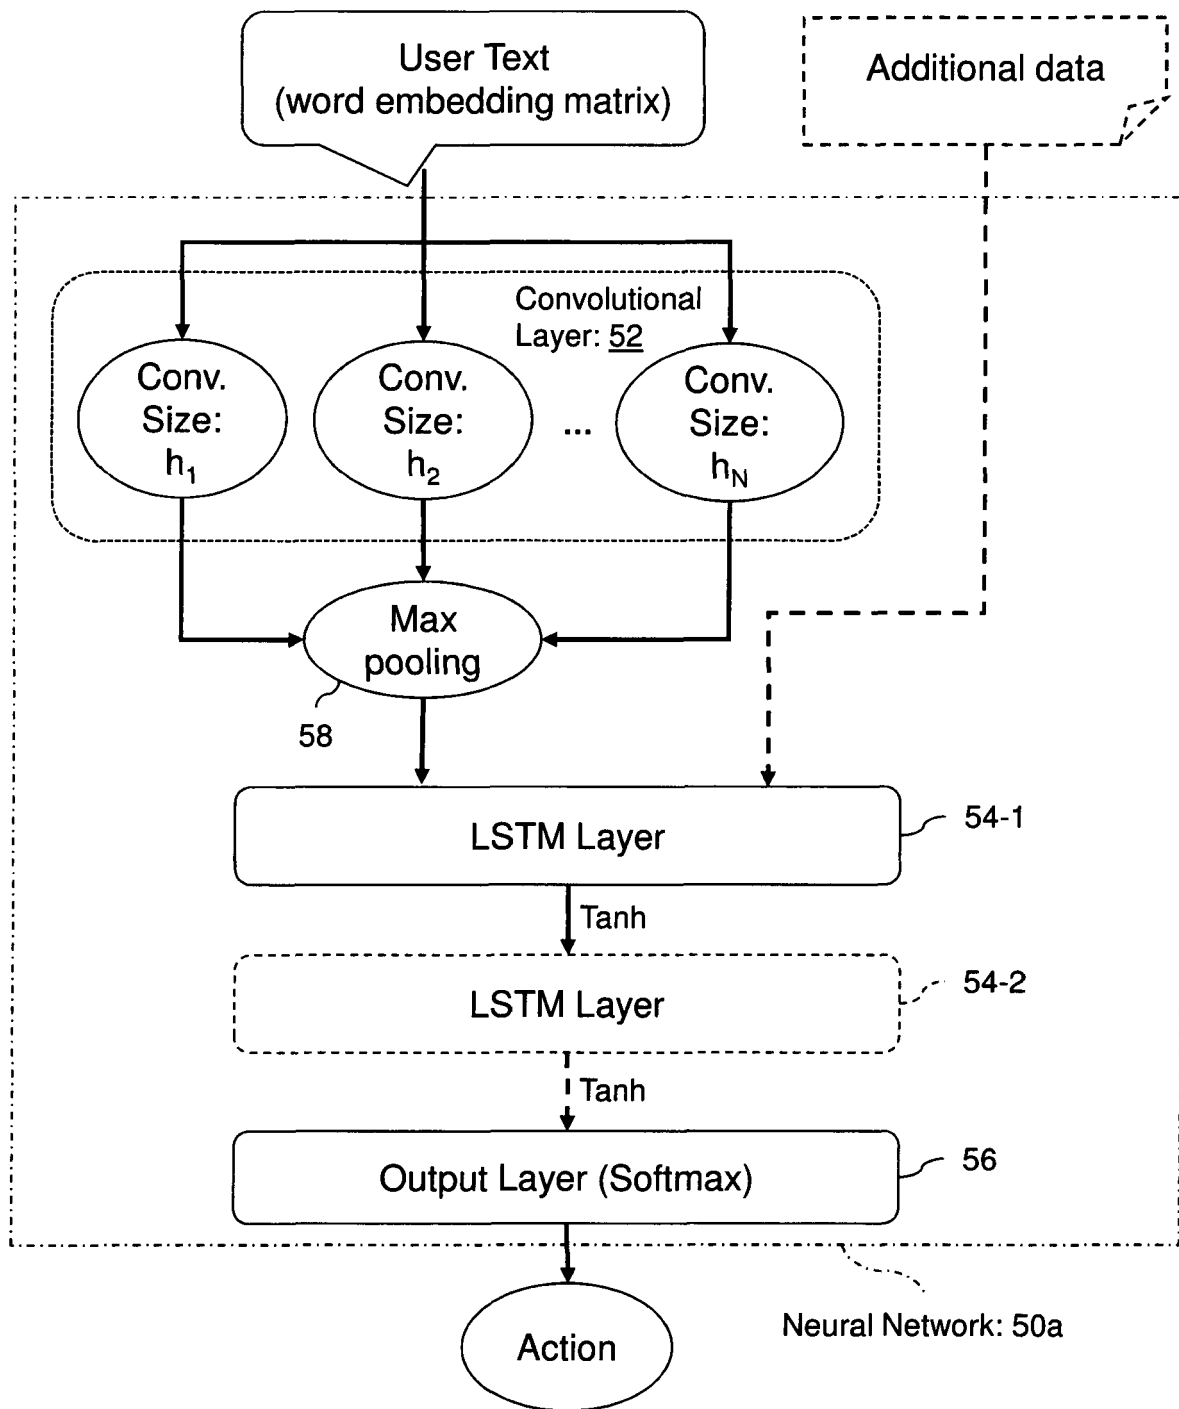 User Text
(word embedding matrix)
Additional data
Convolutional
Layer: 52
Conv.
Size:
h₁
Conv.
Size:
h₂
...
Conv.
Size:
h_N
Max
pooling
58
LSTM Layer
54-1
Tanh
LSTM Layer
54-2
Tanh
Output Layer (Softmax)
56
Neural Network: 50a
Action